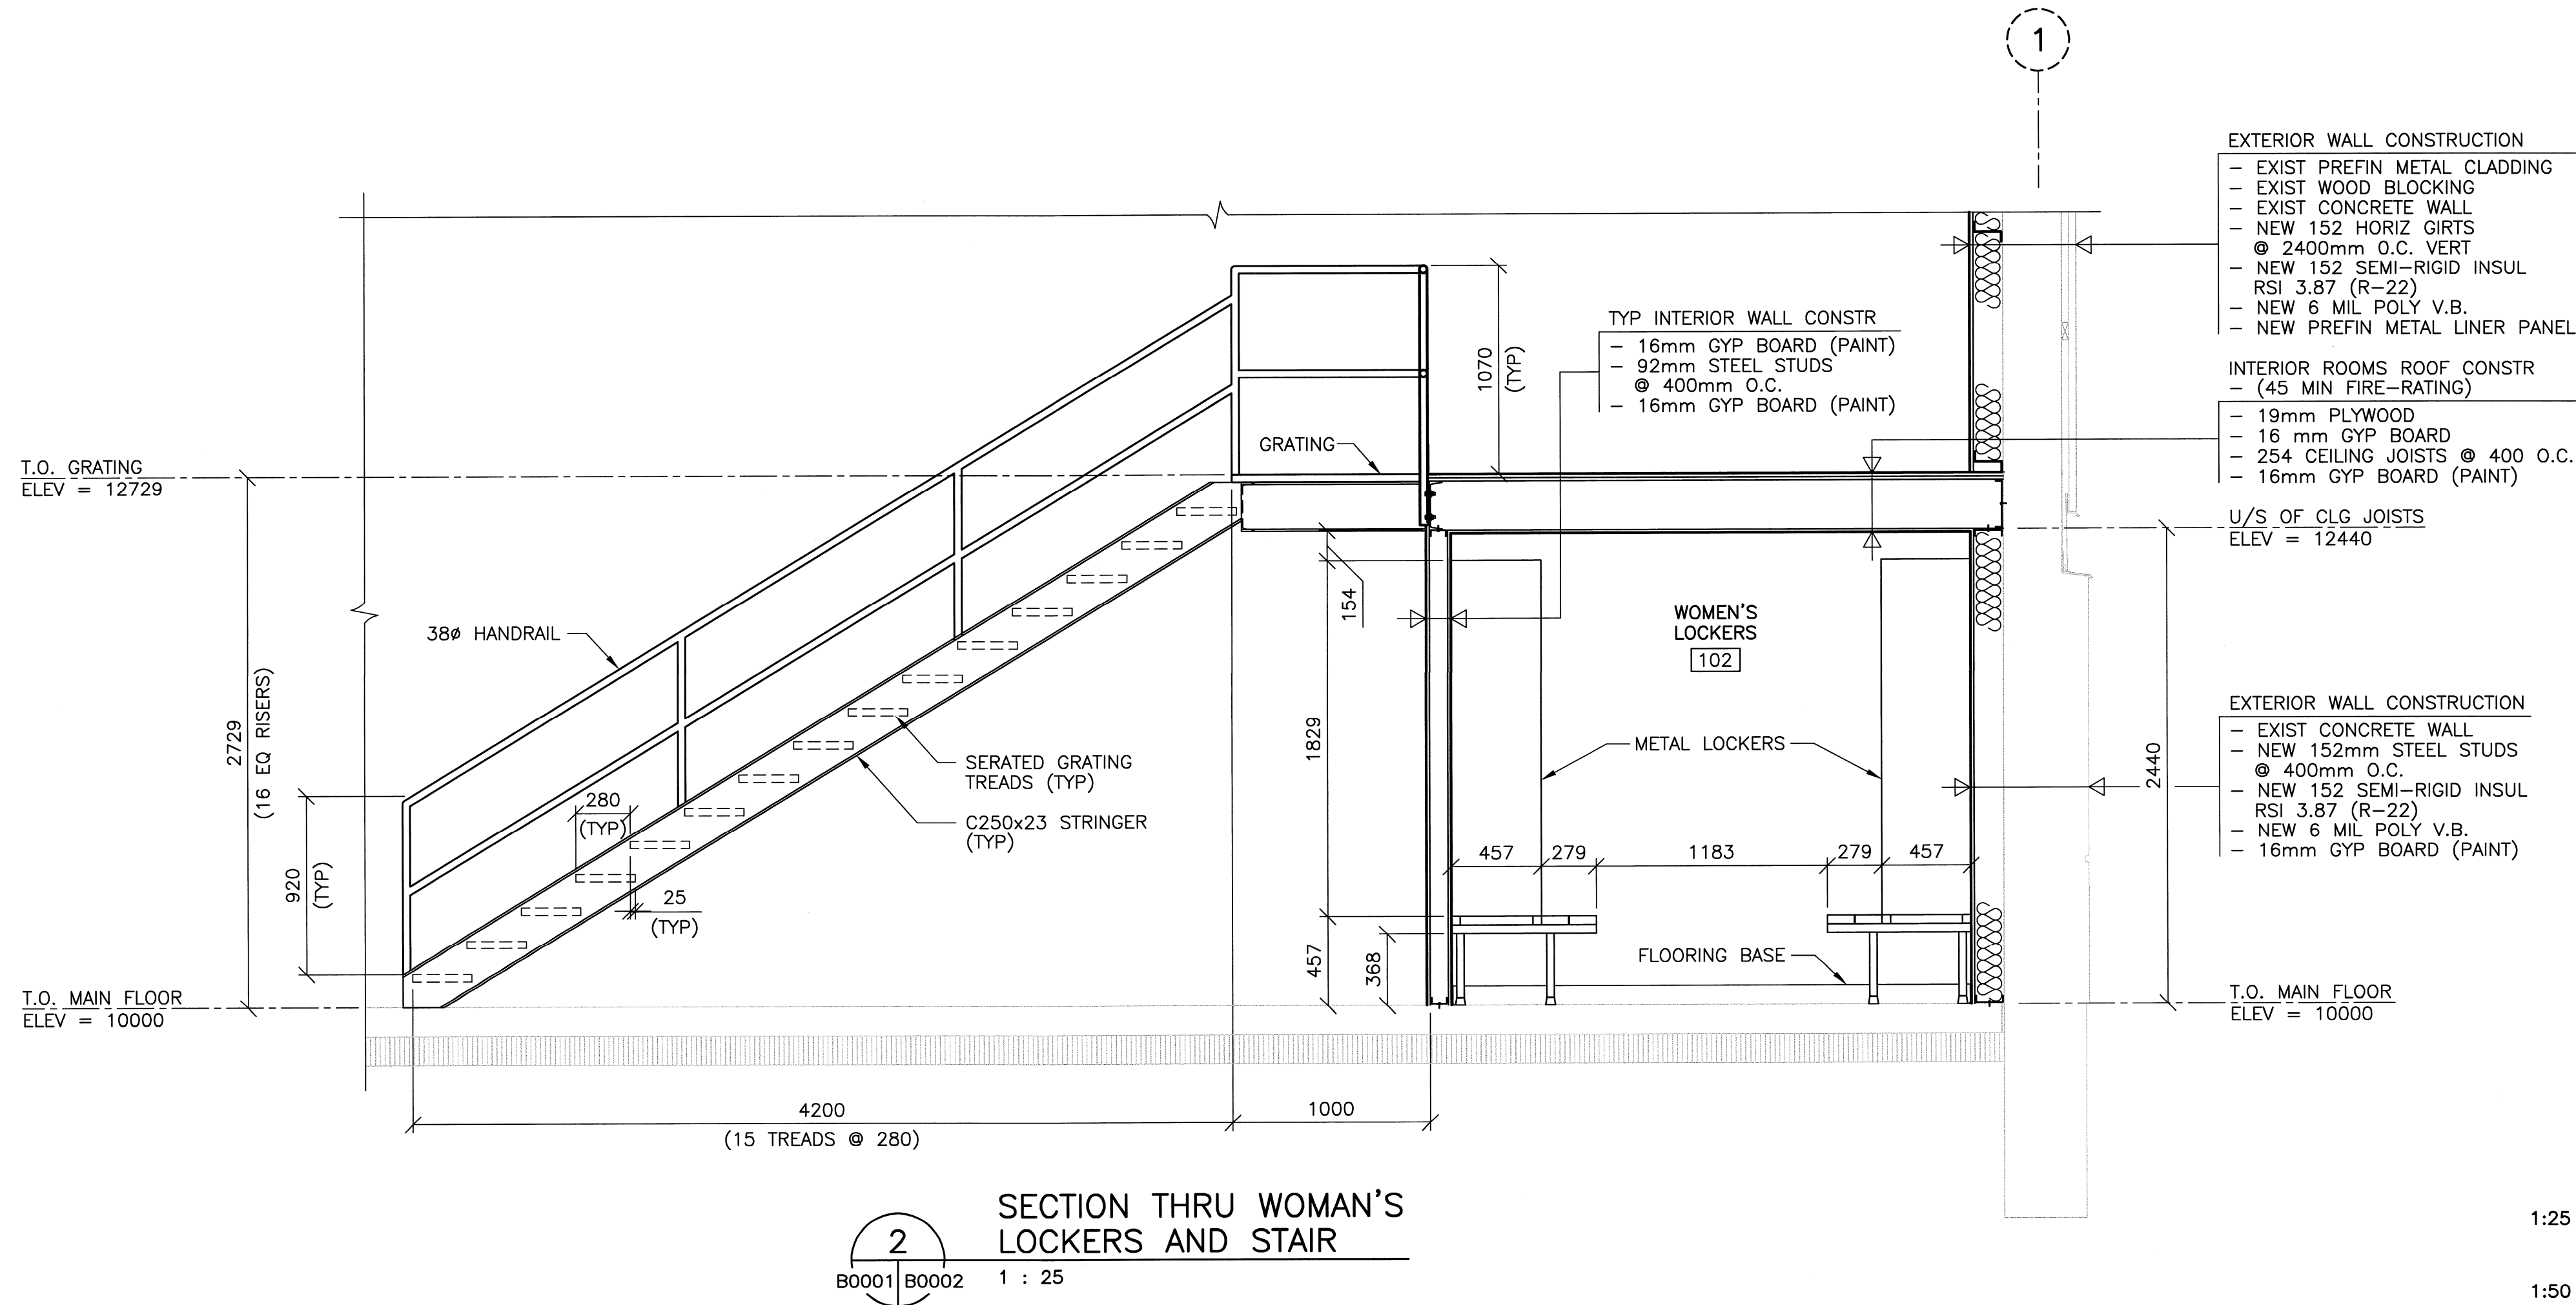 1
EXTERIOR WALL CONSTRUCTION
- EXIST PREFIN METAL CLADDING
- EXIST WOOD BLOCKING
- EXIST CONCRETE WALL
- NEW 152 HORIZ GIRTS
@ 2400mm O.C. VERT
- NEW 152 SEMI-RIGID INSUL
RSI 3.87 (R-22)
- NEW 6 MIL POLY V.B.
- NEW PREFIN METAL LINER PANEL
INTERIOR ROOMS ROOF CONSTR
- (45 MIN FIRE-RATING)
- 19mm PLYWOOD
- 16 mm GYP BOARD
- 254 CEILING JOISTS @ 400 O.C.
- 16mm GYP BOARD (PAINT)
U/S OF CLG JOISTS
ELEV = 12440
TYP INTERIOR WALL CONSTR
- 16mm GYP BOARD (PAINT)
- 92mm STEEL STUDS
@ 400mm O.C.
- 16mm GYP BOARD (PAINT)
1070
(TYP)
GRATING
T.O. GRATING
ELEV = 12729
38ø HANDRAIL
2729
(16 EQ RISERS)
154
WOMEN'S
LOCKERS
102
1829
METAL LOCKERS
SERATED GRATING
TREADS (TYP)
C250x23 STRINGER
(TYP)
280
(TYP)
25
(TYP)
920
(TYP)
457
279
1183
279
457
457
368
FLOORING BASE
2440
EXTERIOR WALL CONSTRUCTION
- EXIST CONCRETE WALL
- NEW 152mm STEEL STUDS
@ 400mm O.C.
- NEW 152 SEMI-RIGID INSUL
RSI 3.87 (R-22)
- NEW 6 MIL POLY V.B.
- 16mm GYP BOARD (PAINT)
T.O. MAIN FLOOR
ELEV = 10000
T.O. MAIN FLOOR
ELEV = 10000
4200
(15 TREADS @ 280)
1000
2
B0001 B0002
SECTION THRU WOMAN'S
LOCKERS AND STAIR
1 : 25
1:25
1:50